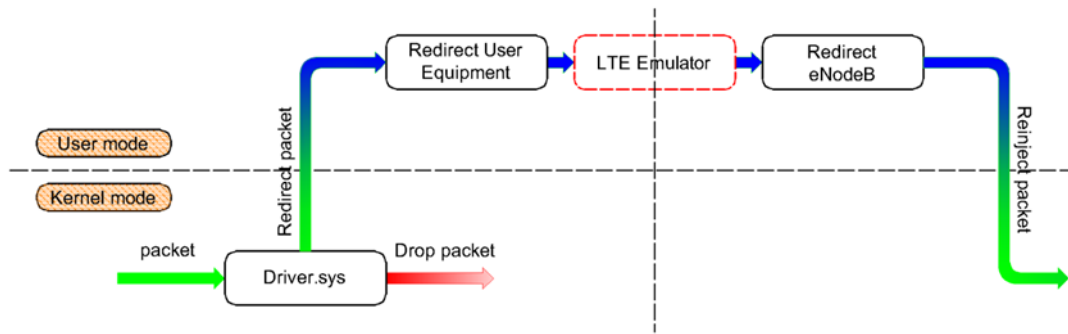 Redirect User
Equipment
LTE Emulator
Redirect
eNodeB
User mode
Kernel mode
Redirect packet
Reinject packet
packet
Driver.sys
Drop packet